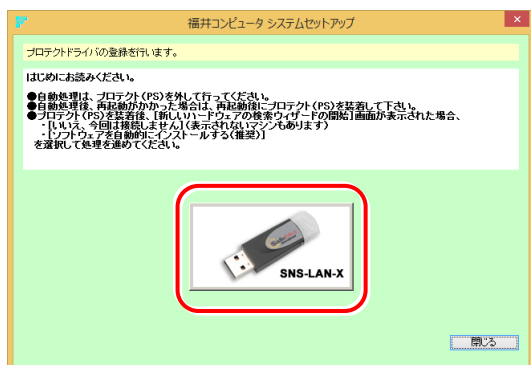 福井コンピュータ システムセットアップ
プロテクトドライバの登録を行います。
はじめにお読みください。
●自動処理は、プロテクト(PS)を外して行ってください。
●自動処理後、再起動がかかった場合は、再起動後にプロテクト(PS)を装着して下さい。
●プロテクト(PS)を装着後、[新しいハードウェアの検索ウィザードの開始]画面が表示された場合、
・[いいえ、今回は接続しません](表示されないマシンもあります)
・[ソフトウェアを自動的にインストールする(推奨)]
を選択して処理を進めてください。
SNS-LAN-X
閉じる